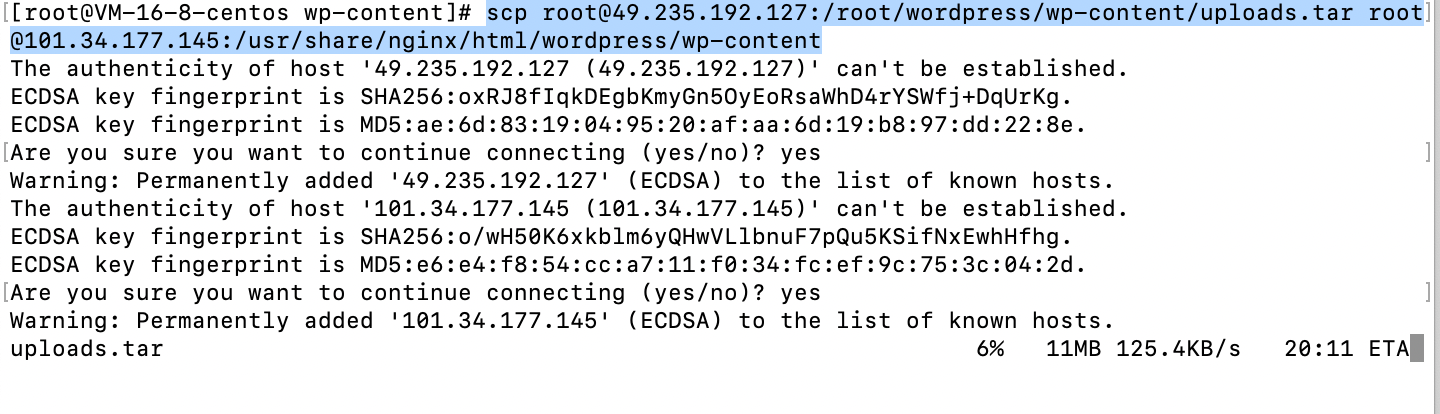 [[root@VM-16-8-centos wp-content]# scp root@49.235.192.127:/root/wordpress/wp-content/uploads.tar root]
@101.34.177.145:/usr/share/nginx/html/wordpress/wp-content
The authenticity of host '49.235.192.127 (49.235.192.127)' can't be established.
ECDSA key fingerprint is SHA256:oxRJ8fIqkDEgbKmyGn5OyEoRsaWhD4rYSWfj+DqUrKg.
ECDSA key fingerprint is MD5:ae:6d:83:19:04:95:20:af:aa:6d:19:b8:97:dd:22:8e.
[Are you sure you want to continue connecting (yes/no)? yes ]
Warning: Permanently added '49.235.192.127' (ECDSA) to the list of known hosts.
The authenticity of host '101.34.177.145 (101.34.177.145)' can't be established.
ECDSA key fingerprint is SHA256:o/wH50K6xkblm6yQHwVLlbnuF7pQu5KSifNxEwhHfhg.
ECDSA key fingerprint is MD5:e6:e4:f8:54:cc:a7:11:f0:34:fc:ef:9c:75:3c:04:2d.
[Are you sure you want to continue connecting (yes/no)? yes ]
Warning: Permanently added '101.34.177.145' (ECDSA) to the list of known hosts.
uploads.tar 6% 11MB 125.4KB/s 20:11 ETA